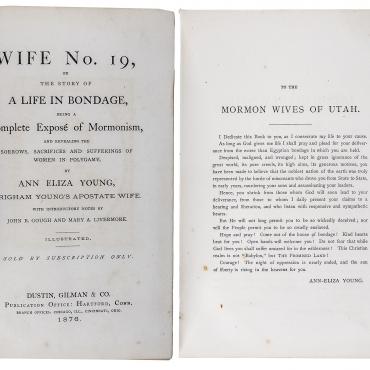 WIFE No. 19,
OR
THE STORY OF
A LIFE IN BONDAGE,
BEING A
omplete Exposé of Mormonism,
AND REVEALING THE
SORROWS, SACRIFICES AND SUFFERINGS OF
WOMEN IN POLYGAMY.
BY
ANN ELIZA YOUNG,
BRIGHAM YOUNG'S APOSTATE WIFE.
WITH INTRODUCTORY NOTES BY
JOHN B. GOUGH AND MARY A. LIVERMORE.
ILLUSTRATED.
SOLD BY SUBSCRIPTION ONLY.
DUSTIN, GILMAN & CO.
PUBLICATION OFFICE: HARTFORD, CONN.
BRANCH OFFICES: CHICAGO, ILL., CINCINNATI, OHIO.
1876.
TO THE
MORMON WIVES OF UTAH.
I Dedicate this Book to you, as I consecrate my life to your cause.
As long as God gives me life I shall pray and plead for your deliver-
ance from the worse than Egyptian bondage in which you are held.
Despised, maligned, and wronged; kept in gross ignorance of the
great world, its pure creeds, its high aims, its generous motives, you
have been made to believe that the noblest nation of the earth was truly
represented by the horde of miscreants who drove you from State to State,
in early years, murdering your sons and assassinating your leaders.
Hence, you shrink from those whom God will soon lead to your
deliverance, from those to whom I daily present your claims to a
hearing and liberation, and who listen with responsive and sympathetic
hearts.
But He will not long permit you to be so wickedly deceived; nor
will the People permit you to be so cruelly enslaved.
Hope and pray! Come out of the house of bondage! Kind hearts
beat for you! Open hands will welcome you! Do not fear that while
God lives you shall suffer uncared for in the wilderness! This Christian
realm is not "Babylon," but THE PROMISED LAND!
Courage! The night of oppression is nearly ended, and the sun
of liberty is rising in the heavens for you.
ANN-ELIZA YOUNG.